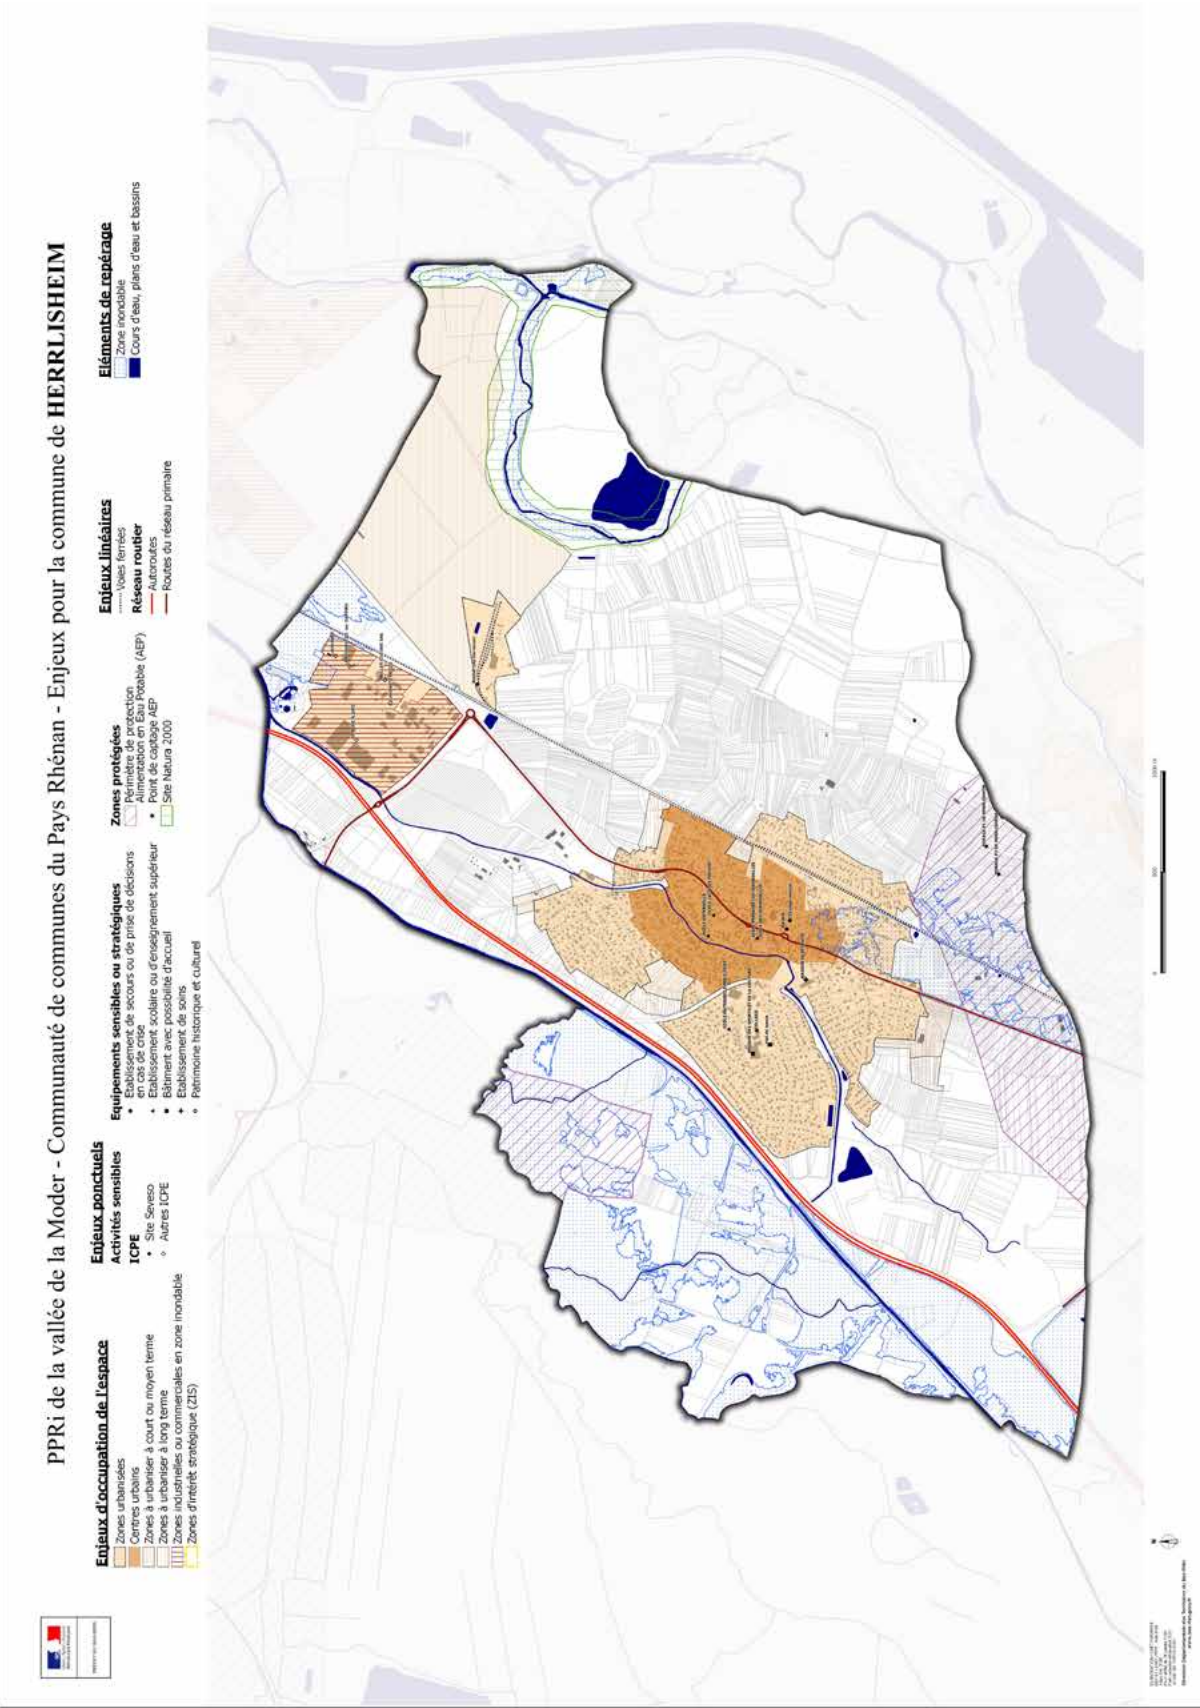 PPRi de la vallée de la Moder - Communauté de communes du Pays Rhénan - Enjeux pour la commune de HERRLISHEIM
Enjeux d'occupation de l'espace
Zones urbanisées
Centres urbains
Zones à urbaniser à court ou moyen terme
Zones à urbaniser à long terme
Zones industrielles ou commerciales en zone inondable
Zones d'intérêt stratégique (ZIS)
Enjeux ponctuels
Activités sensibles
ICPE
Site Seveso
Autres ICPE
Equipements sensibles ou stratégiques
Etablissement de secours ou de prise de décisions
en cas de crise
Etablissement scolaire ou d'enseignement supérieur
Bâtiment avec possibilité d'accueil
Etablissement de soins
Patrimoine historique et culturel
Zones protégées
Périmètre de protection
Alimentation en Eau Potable (AEP)
Point de captage AEP
Site Natura 2000
Enjeux linéaires
Voies ferrées
Réseau routier
Autoroutes
Routes du réseau primaire
Eléments de repérage
Zone inondable
Cours d'eau, plans d'eau et bassins
N
0
500